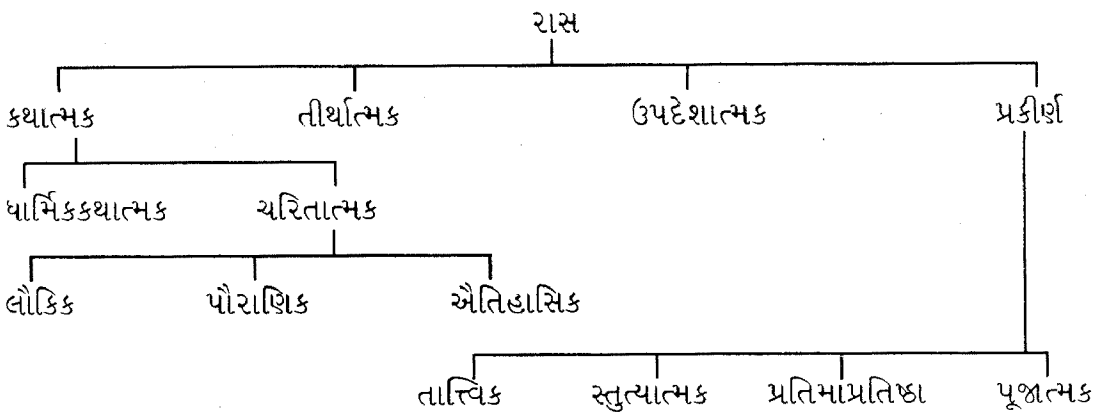 રાસ
કથાત્મક તીર્થાત્મક ઉપદેશાત્મક પ્રકીર્ણ
ધાર્મિકકથાત્મક ચરિતાત્મક
લૌકિક પૌરાણિક ઐતિહાસિક
તાત્ત્વિક સ્તુત્યાત્મક પ્રતિમાપ્રતિષ્ઠા પૂજાત્મક